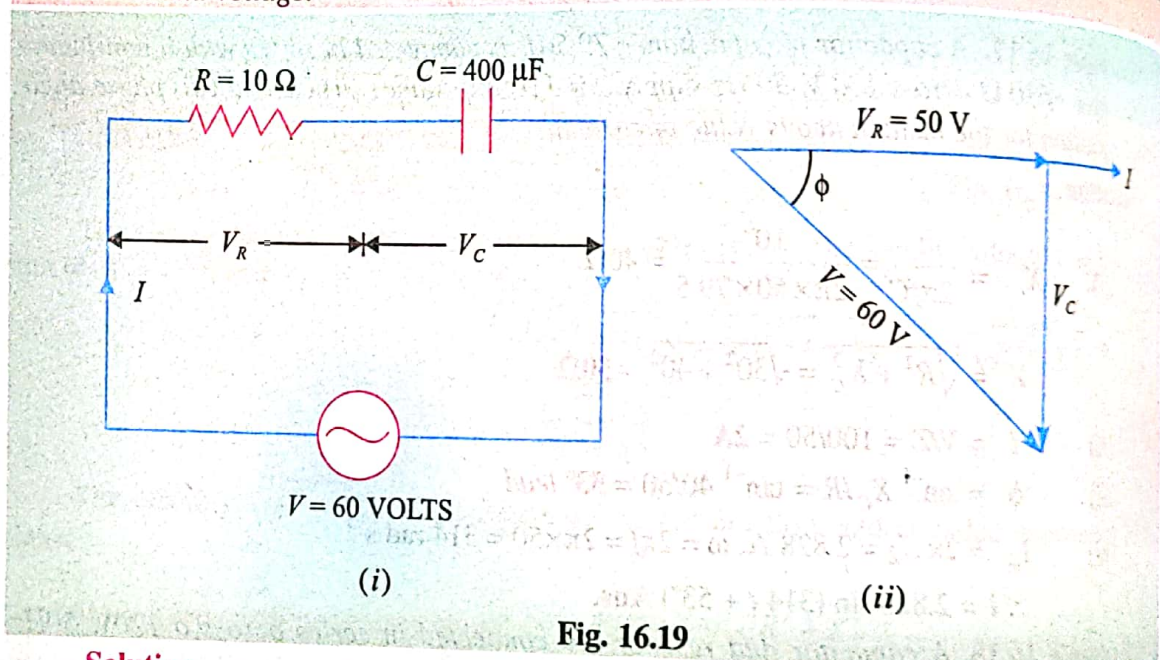 R = 10 Ω
C = 400 μF
V_R
V_C
I
V = 60 VOLTS
(i)
V_R = 50 V
I
ϕ
V = 60 V
V_C
(ii)
Fig. 16.19